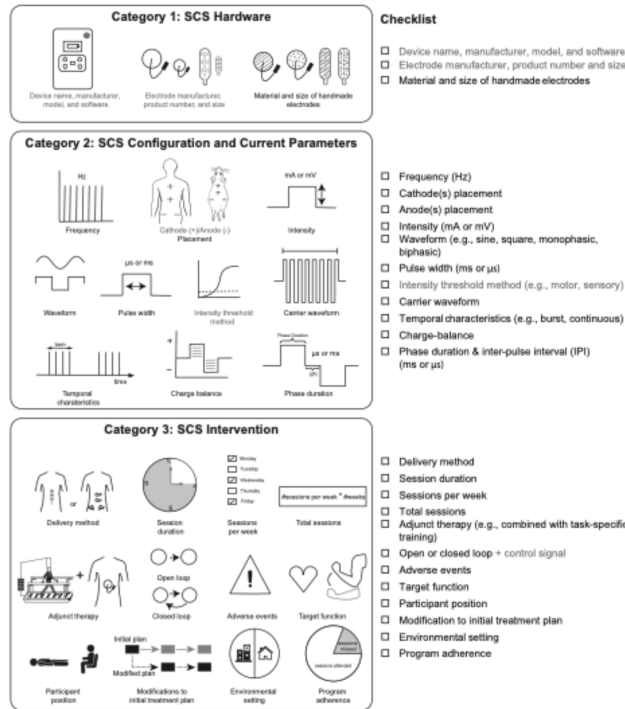 Category 1: SCS Hardware
Device name, manufacturer,
model, and software
Electrode manufacturer,
product number, and size
Material and size of handmade
electrodes
Checklist
Device name, manufacturer, model, and software
Electrode manufacturer, product number and size
Material and size of handmade electrodes
Category 2: SCS Configuration and Current Parameters
Hz
Frequency
Cathode (+)/Anode (-)
Placement
mA or mV
Intensity
Waveform
µs or ms
Pulse width
Intensity threshold
method
Carrier waveform
time
Temporal
charateristics
Charge balance
Phase Duration
µs or ms
Phase duration
Frequency (Hz)
Cathode(s) placement
Anode(s) placement
Intensity (mA or mV)
Waveform (e.g., sine, square, monophasic,
biphasic)
Pulse width (ms or µs)
Intensity threshold method (e.g., motor, sensory)
Carrier waveform
Temporal characteristics (e.g., burst, continuous)
Charge-balance
Phase duration & inter-pulse interval (IPI)
(ms or µs)
Category 3: SCS Intervention
or
Delivery method
Session
duration
Monday
Tuesday
Wednesday
Thursday
Friday
Sessions
per week
#sessions per week * #weeks
Total sessions
+
Adjunct therapy
Open loop
Closed loop
Adverse events
Target function
Participant
position
Initial plan
Modified plan
Modifications to
initial treatment plan
Environmental
setting
sessions
missed
sessions attended
Program
adherence
Delivery method
Session duration
Sessions per week
Total sessions
Adjunct therapy (e.g., combined with task-specific
training)
Open or closed loop + control signal
Adverse events
Target function
Participant position
Modification to initial treatment plan
Environmental setting
Program adherence